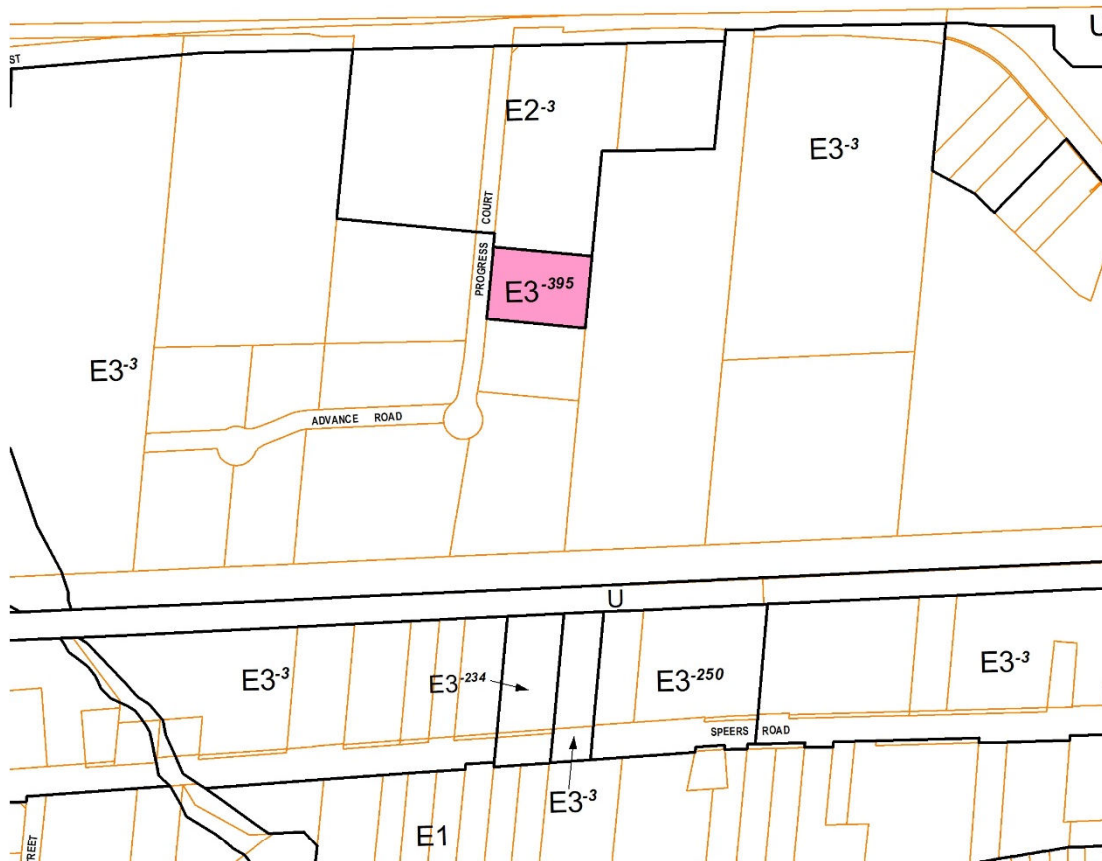 U
ST
E2-3
E3-3
PROGRESS COURT
E3-395
E3-3
ADVANCE ROAD
U
E3-3
E3-234
E3-250
E3-3
SPEERS ROAD
E3-3
E1
REET